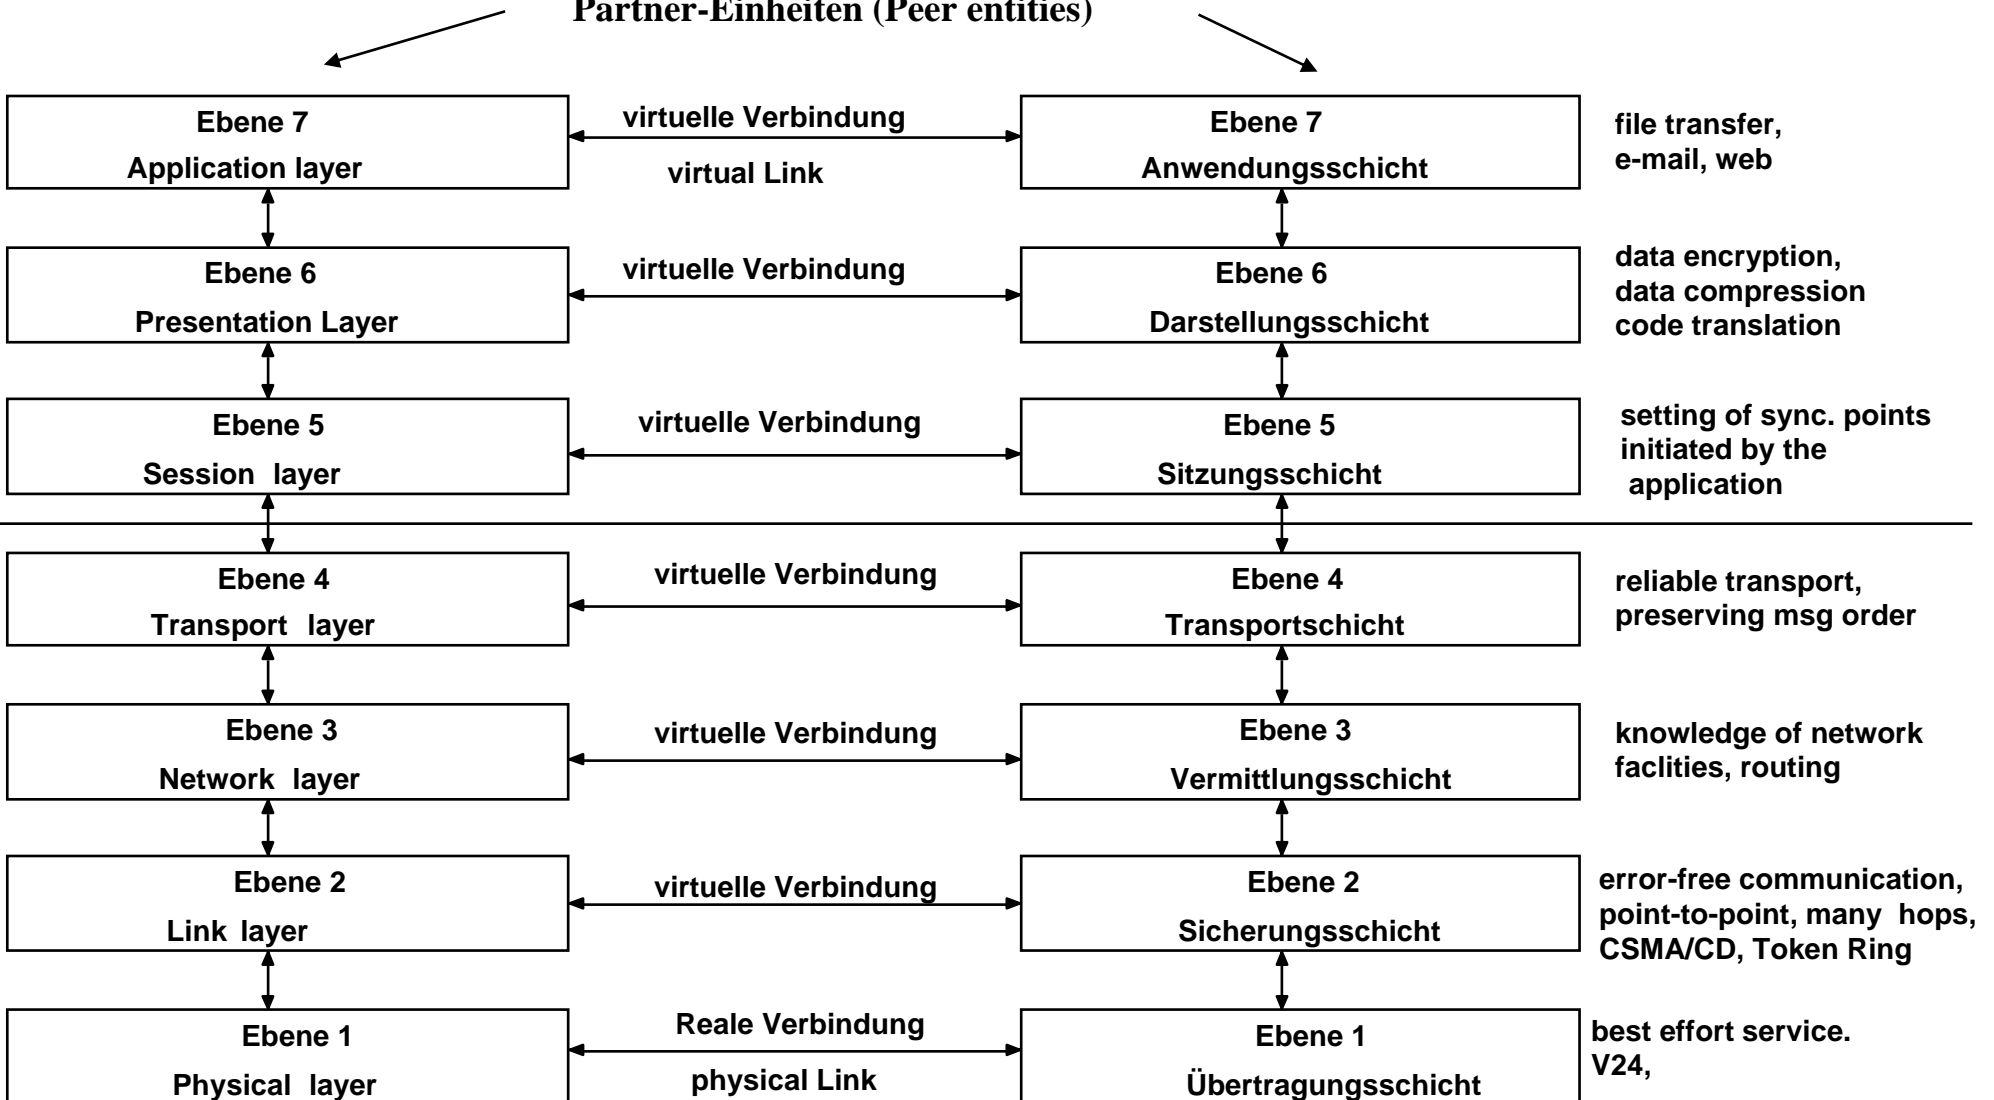 Partner-Einheiten (Peer entities)
Ebene 7
Application layer
virtuelle Verbindung
virtual Link
Ebene 7
Anwendungsschicht
file transfer,
e-mail, web
Ebene 6
Presentation Layer
virtuelle Verbindung
Ebene 6
Darstellungsschicht
data encryption,
data compression
code translation
Ebene 5
Session layer
virtuelle Verbindung
Ebene 5
Sitzungsschicht
setting of sync. points
initiated by the
application
Ebene 4
Transport layer
virtuelle Verbindung
Ebene 4
Transportschicht
reliable transport,
preserving msg order
Ebene 3
Network layer
virtuelle Verbindung
Ebene 3
Vermittlungsschicht
knowledge of network
faclities, routing
Ebene 2
Link layer
virtuelle Verbindung
Ebene 2
Sicherungsschicht
error-free communication,
point-to-point, many hops,
CSMA/CD, Token Ring
Ebene 1
Physical layer
Reale Verbindung
physical Link
Ebene 1
Übertragungsschicht
best effort service.
V24,